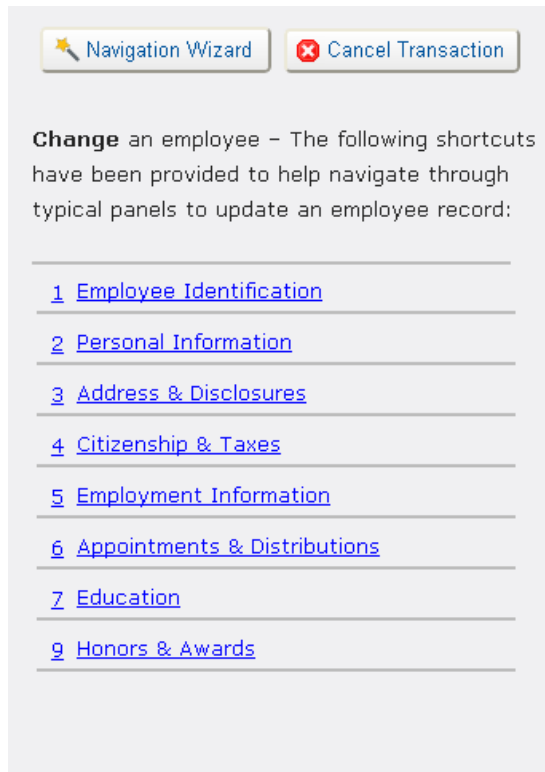 Navigation Wizard Cancel Transaction
Change an employee – The following shortcuts
have been provided to help navigate through
typical panels to update an employee record:
1 Employee Identification
2 Personal Information
3 Address & Disclosures
4 Citizenship & Taxes
5 Employment Information
6 Appointments & Distributions
7 Education
9 Honors & Awards